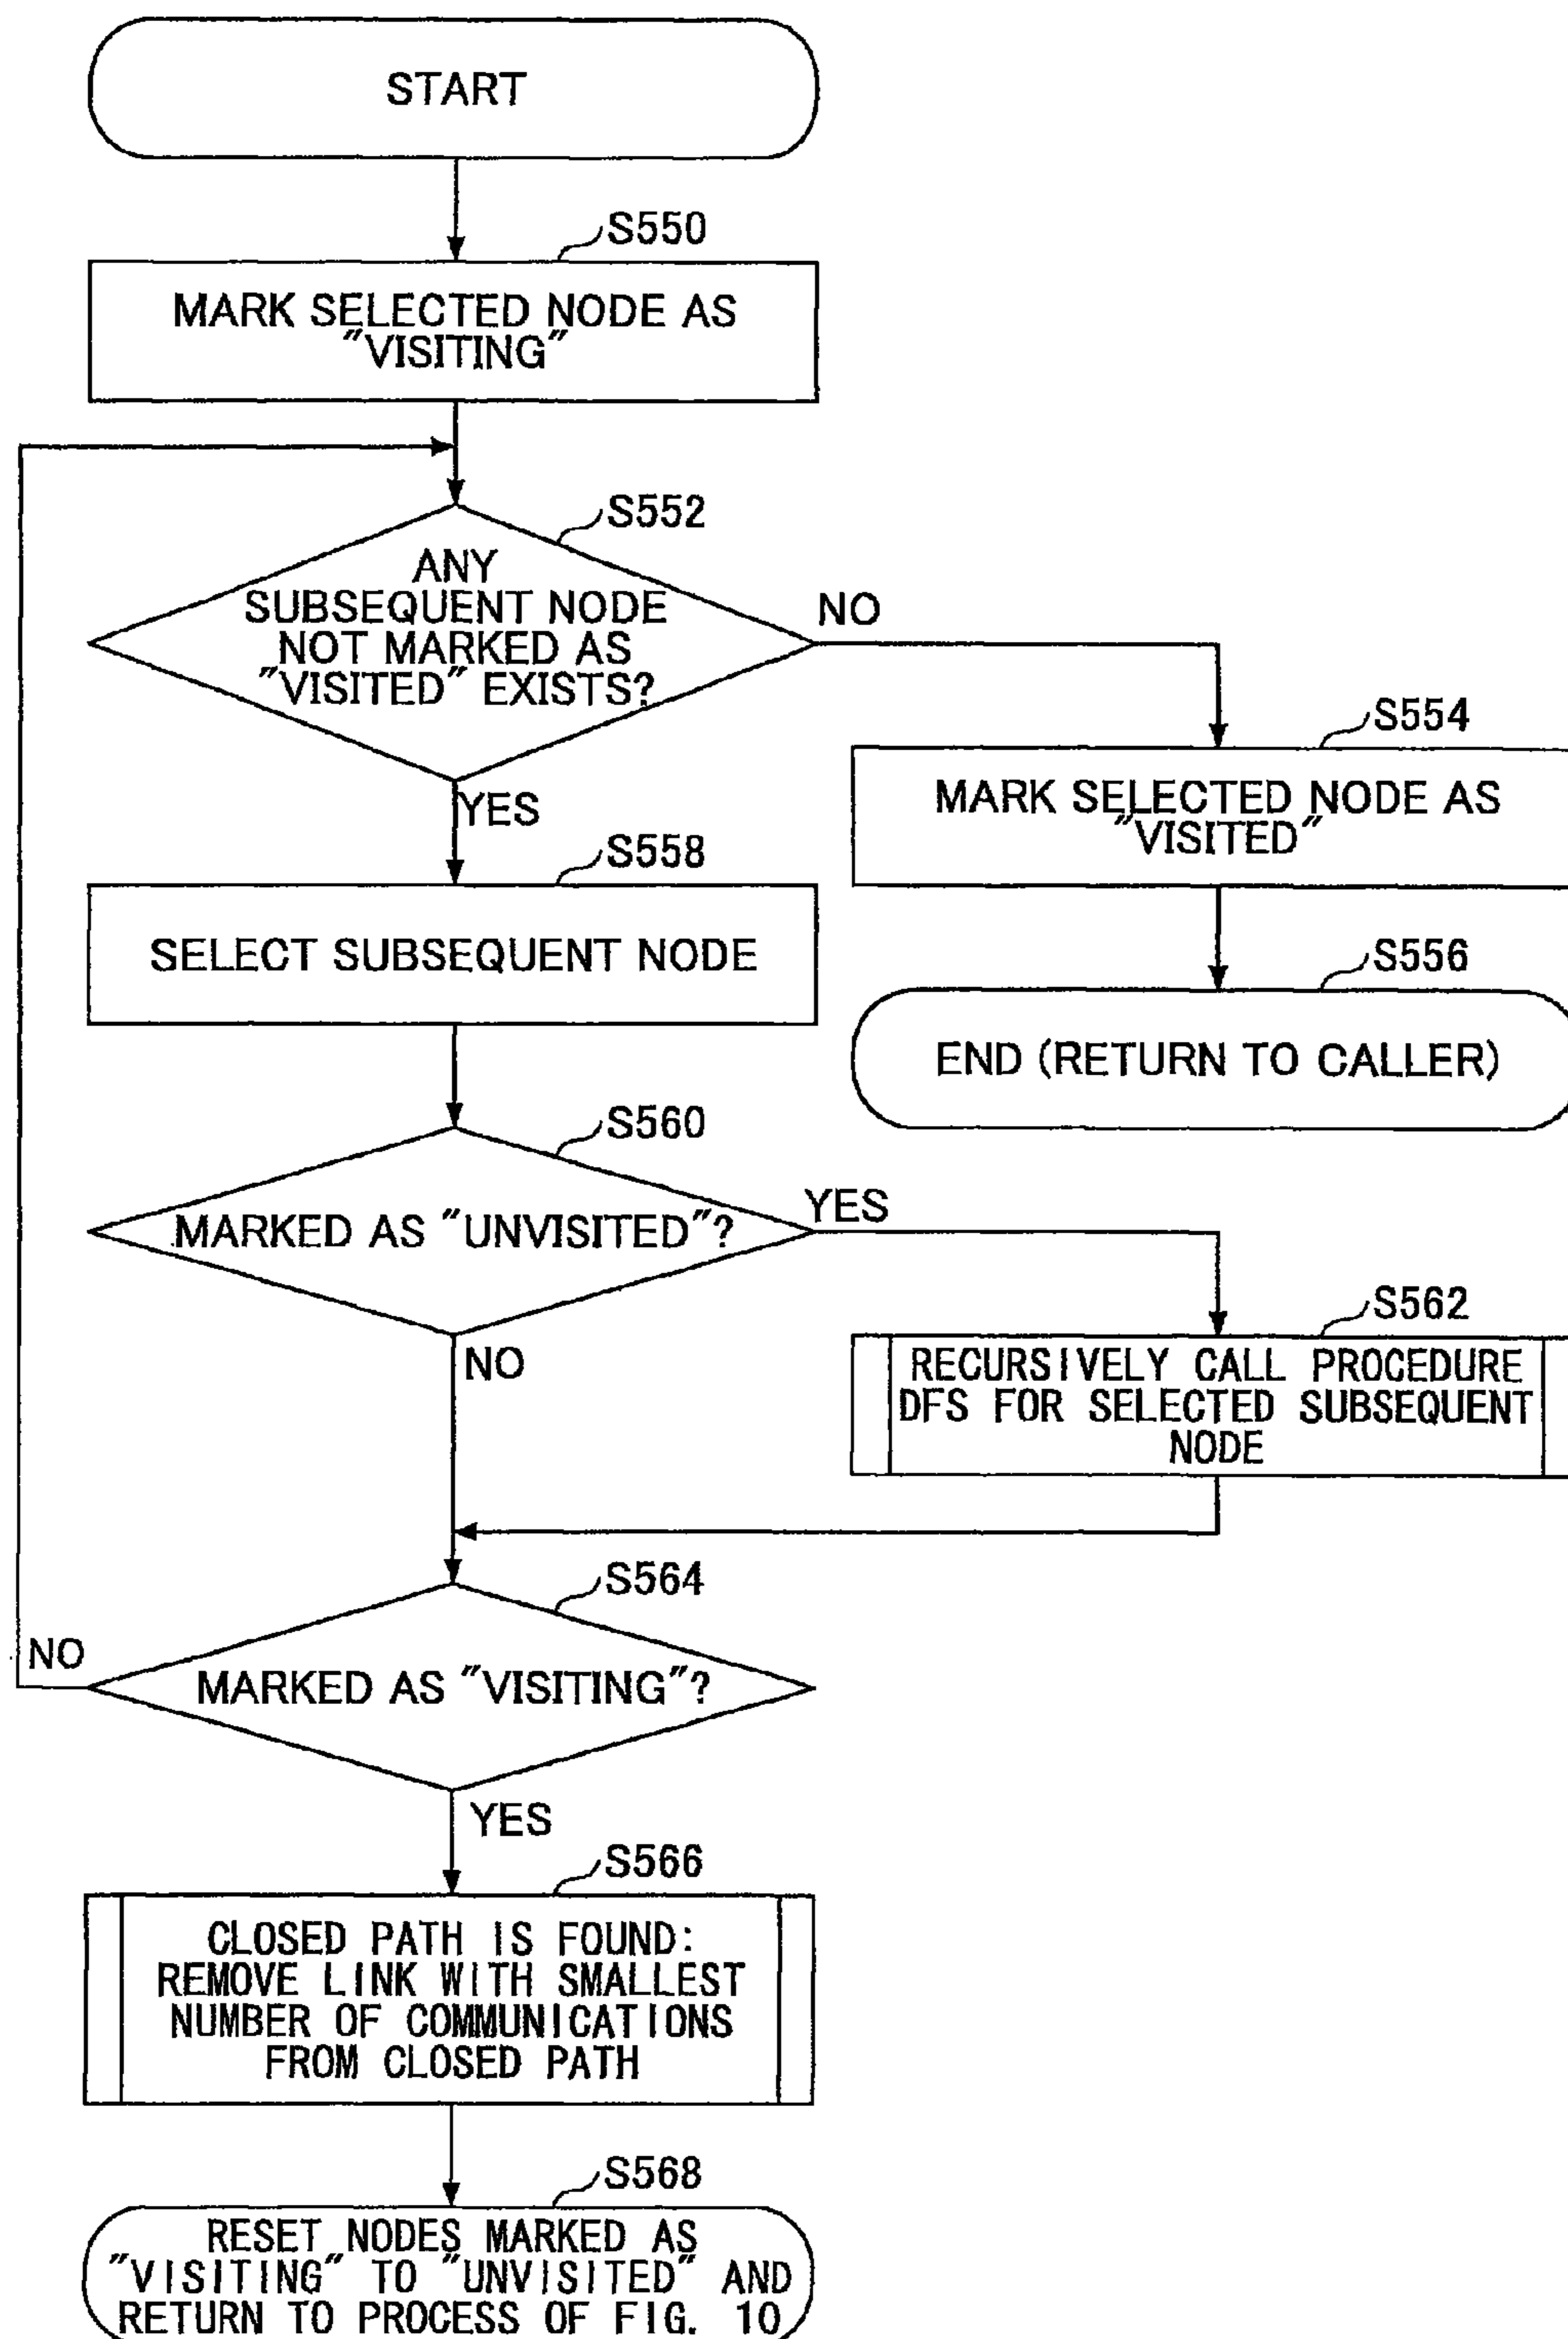 START
S550
MARK SELECTED NODE AS
"VISITING"
S552
ANY
SUBSEQUENT NODE
NOT MARKED AS
"VISITED" EXISTS?
NO
YES
S554
MARK SELECTED NODE AS
"VISITED"
S556
END (RETURN TO CALLER)
S558
SELECT SUBSEQUENT NODE
S560
MARKED AS "UNVISITED"?
YES
NO
S562
RECURSIVELY CALL PROCEDURE
DFS FOR SELECTED SUBSEQUENT
NODE
S564
MARKED AS "VISITING"?
NO
YES
S566
CLOSED PATH IS FOUND:
REMOVE LINK WITH SMALLEST
NUMBER OF COMMUNICATIONS
FROM CLOSED PATH
S568
RESET NODES MARKED AS
"VISITING" TO "UNVISITED" AND
RETURN TO PROCESS OF FIG. 10